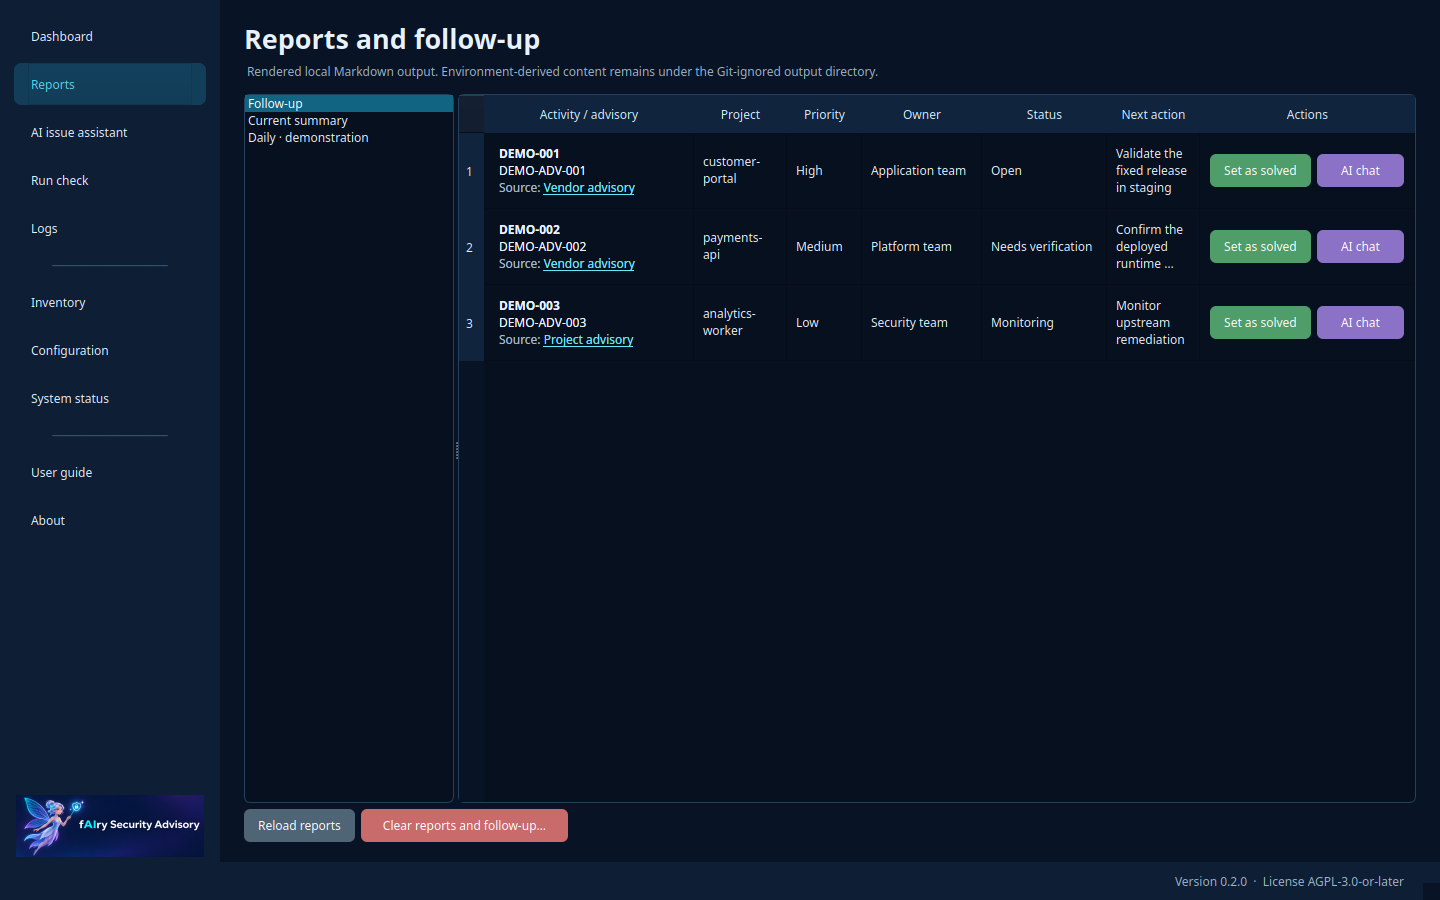 Dashboard
Reports
AI issue assistant
Run check
Logs
Inventory
Configuration
System status
User guide
About
fAIry Security Advisory
Reports and follow-up
Rendered local Markdown output. Environment-derived content remains under the Git-ignored output directory.
Follow-up
Current summary
Daily · demonstration
Activity / advisory Project Priority Owner Status Next action Actions
1
DEMO-001
DEMO-ADV-001
Source: Vendor advisory
customer-
portal
High
Application team
Open
Validate the
fixed release
in staging
Set as solved
AI chat
2
DEMO-002
DEMO-ADV-002
Source: Vendor advisory
payments-
api
Medium
Platform team
Needs verification
Confirm the
deployed
runtime ...
Set as solved
AI chat
3
DEMO-003
DEMO-ADV-003
Source: Project advisory
analytics-
worker
Low
Security team
Monitoring
Monitor
upstream
remediation
Set as solved
AI chat
Reload reports
Clear reports and follow-up...
Version 0.2.0 · License AGPL-3.0-or-later